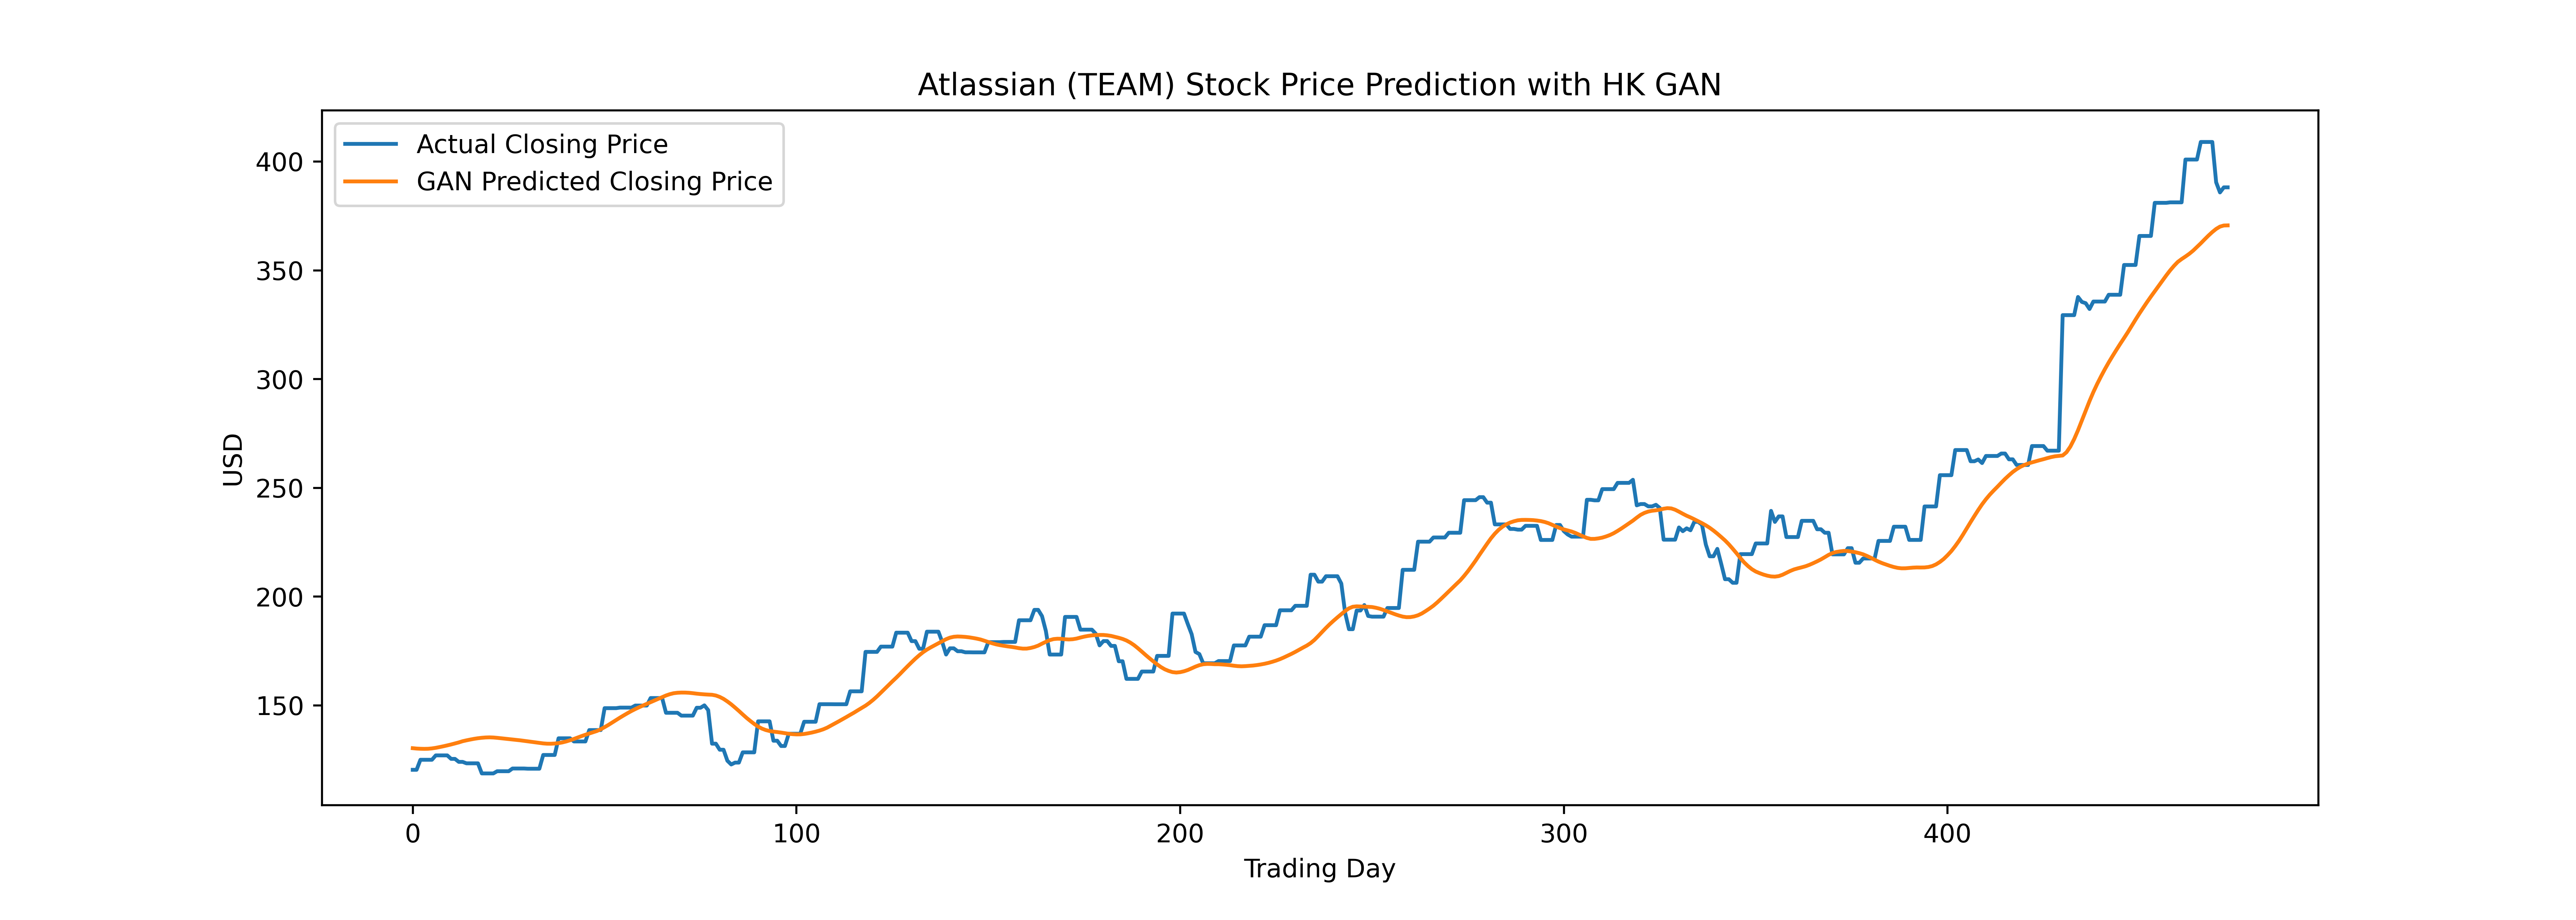 Atlassian (TEAM) Stock Price Prediction with HK GAN
Actual Closing Price
GAN Predicted Closing Price
400
350
300
250
200
150
USD
0 100 200 300 400
Trading Day